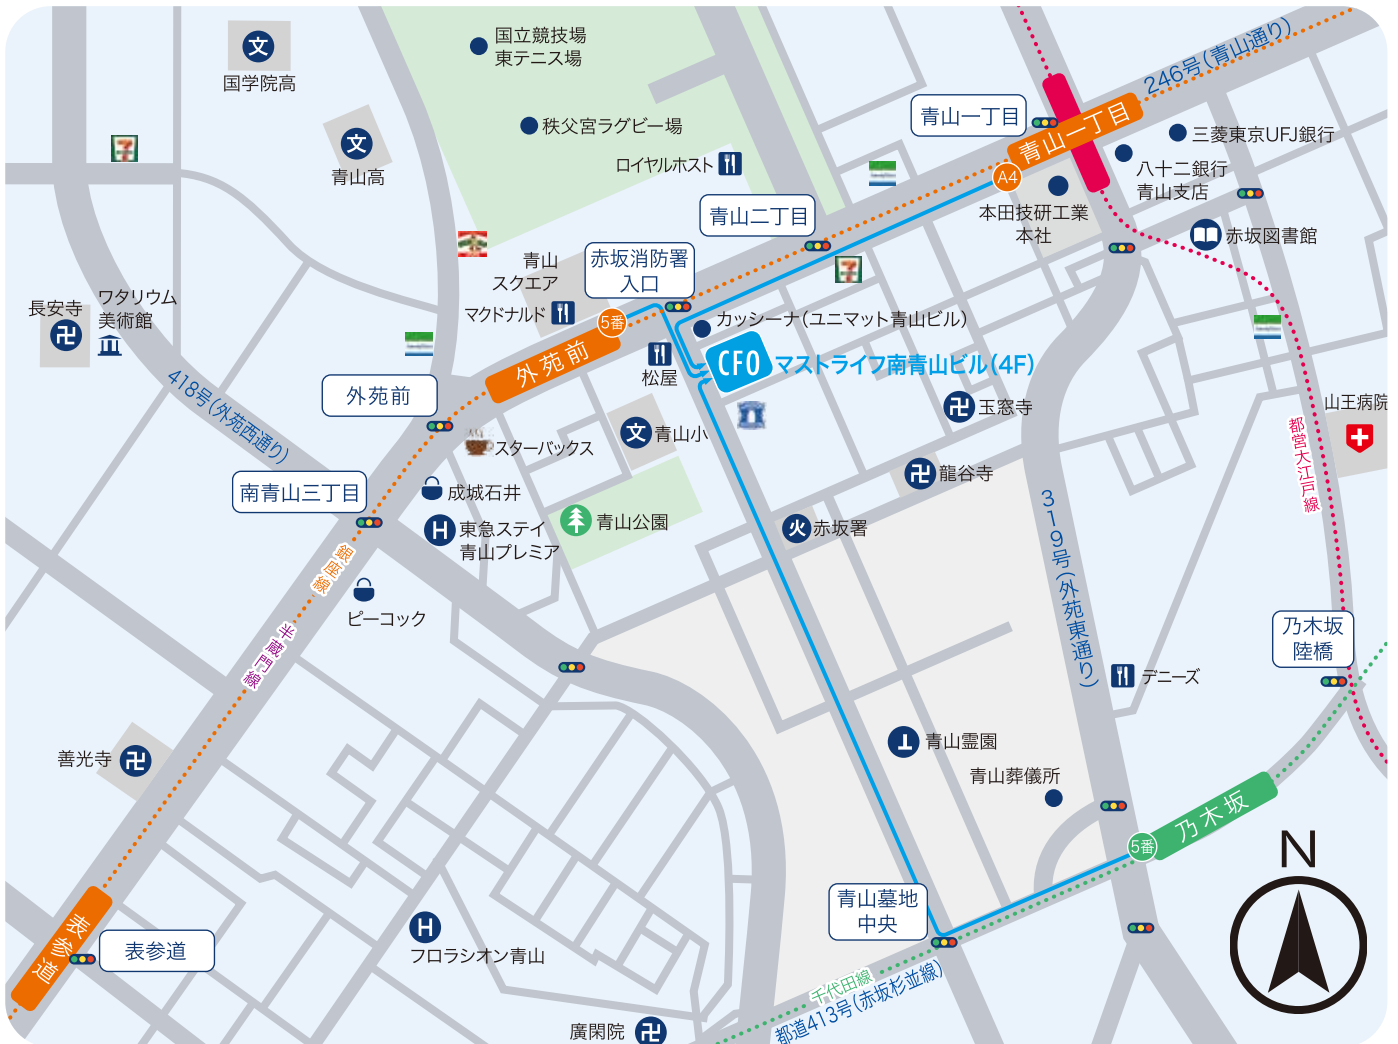 国立競技場
東テニス場
文
国学院高
246号(青山通り)
青山一丁目
青山一丁目
秩父宮ラグビー場
三菱東京UFJ銀行
文
青山高
ロイヤルホスト
八十二銀行
青山支店
A4
本田技研工業
本社
青山二丁目
赤坂図書館
赤坂消防署
入口
青山
スクエア
長安寺
卍
ワタリウム
美術館
マクドナルド
5番
カッシーナ(ユニマット青山ビル)
外苑前
松屋
CFO
マストライフ南青山ビル(4F)
418号(外苑西通り)
外苑前
山王病院
卍
玉窓寺
都営大江戸線
スターバックス
文
青山小
卍
龍谷寺
南青山三丁目
成城石井
319号(外苑東通り)
H
東急ステイ
青山プレミア
青山公園
火
赤坂署
銀座線
ピーコック
半蔵門線
乃木坂
陸橋
デニーズ
青山霊園
善光寺
卍
青山葬儀所
乃木坂
5番
N
表参道
表参道
青山墓地
中央
H
フロラシオン青山
千代田線
都道413号(赤坂杉並線)
廣閑院
卍